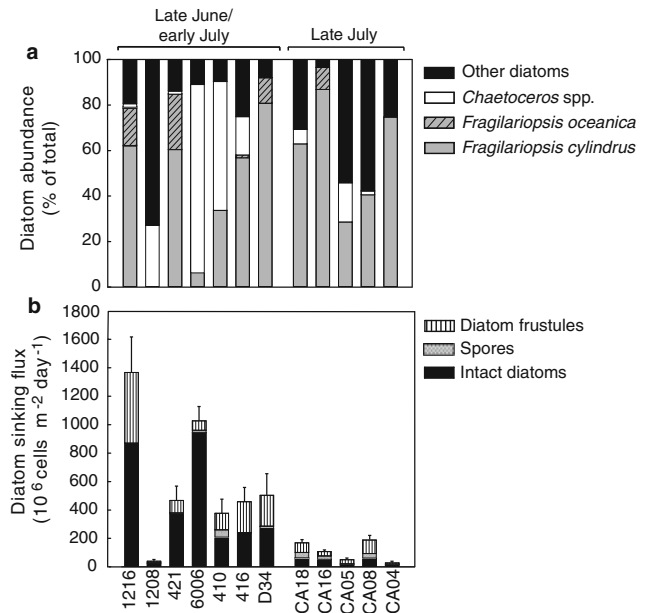 Late June/
early July
Late July
a
100
80
60
40
20
0
Diatom abundance
(% of total)
Other diatoms
Chaetoceros spp.
Fragilariopsis oceanica
Fragilariopsis cylindrus
b
1800
1600
1400
1200
1000
800
600
400
200
0
Diatom sinking flux
(10⁶ cells m⁻² day⁻¹)
Diatom frustules
Spores
Intact diatoms
1216
1208
421
6006
410
416
D34
CA18
CA16
CA05
CA08
CA04